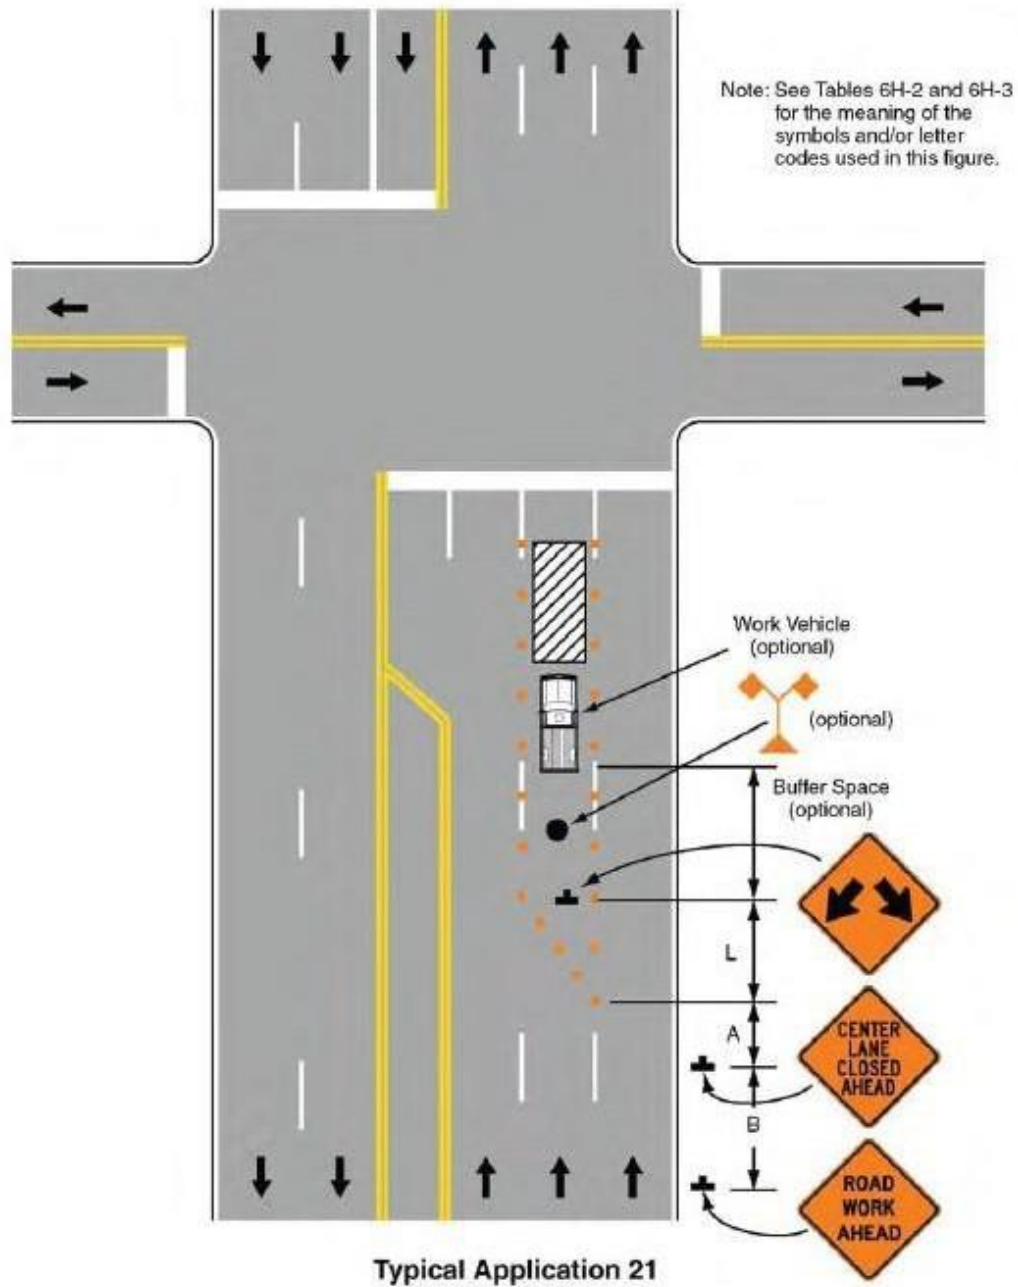 Note: See Tables 6H-2 and 6H-3
for the meaning of the
symbols and/or letter
codes used in this figure.
Work Vehicle
(optional)
(optional)
Buffer Space
(optional)
L
A
CENTER
LANE
CLOSED
AHEAD
B
ROAD
WORK
AHEAD
Typical Application 21